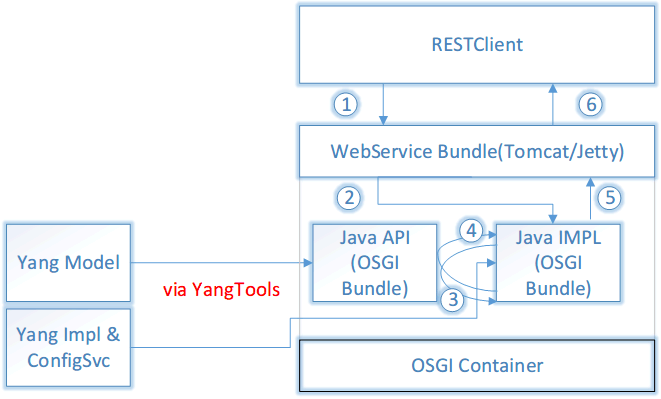 RESTClient
1
6
WebService Bundle(Tomcat/Jetty)
2
5
Yang Model
via YangTools
Java API
(OSGI
Bundle)
4
3
Java IMPL
(OSGI
Bundle)
Yang Impl &
ConfigSvc
OSGI Container